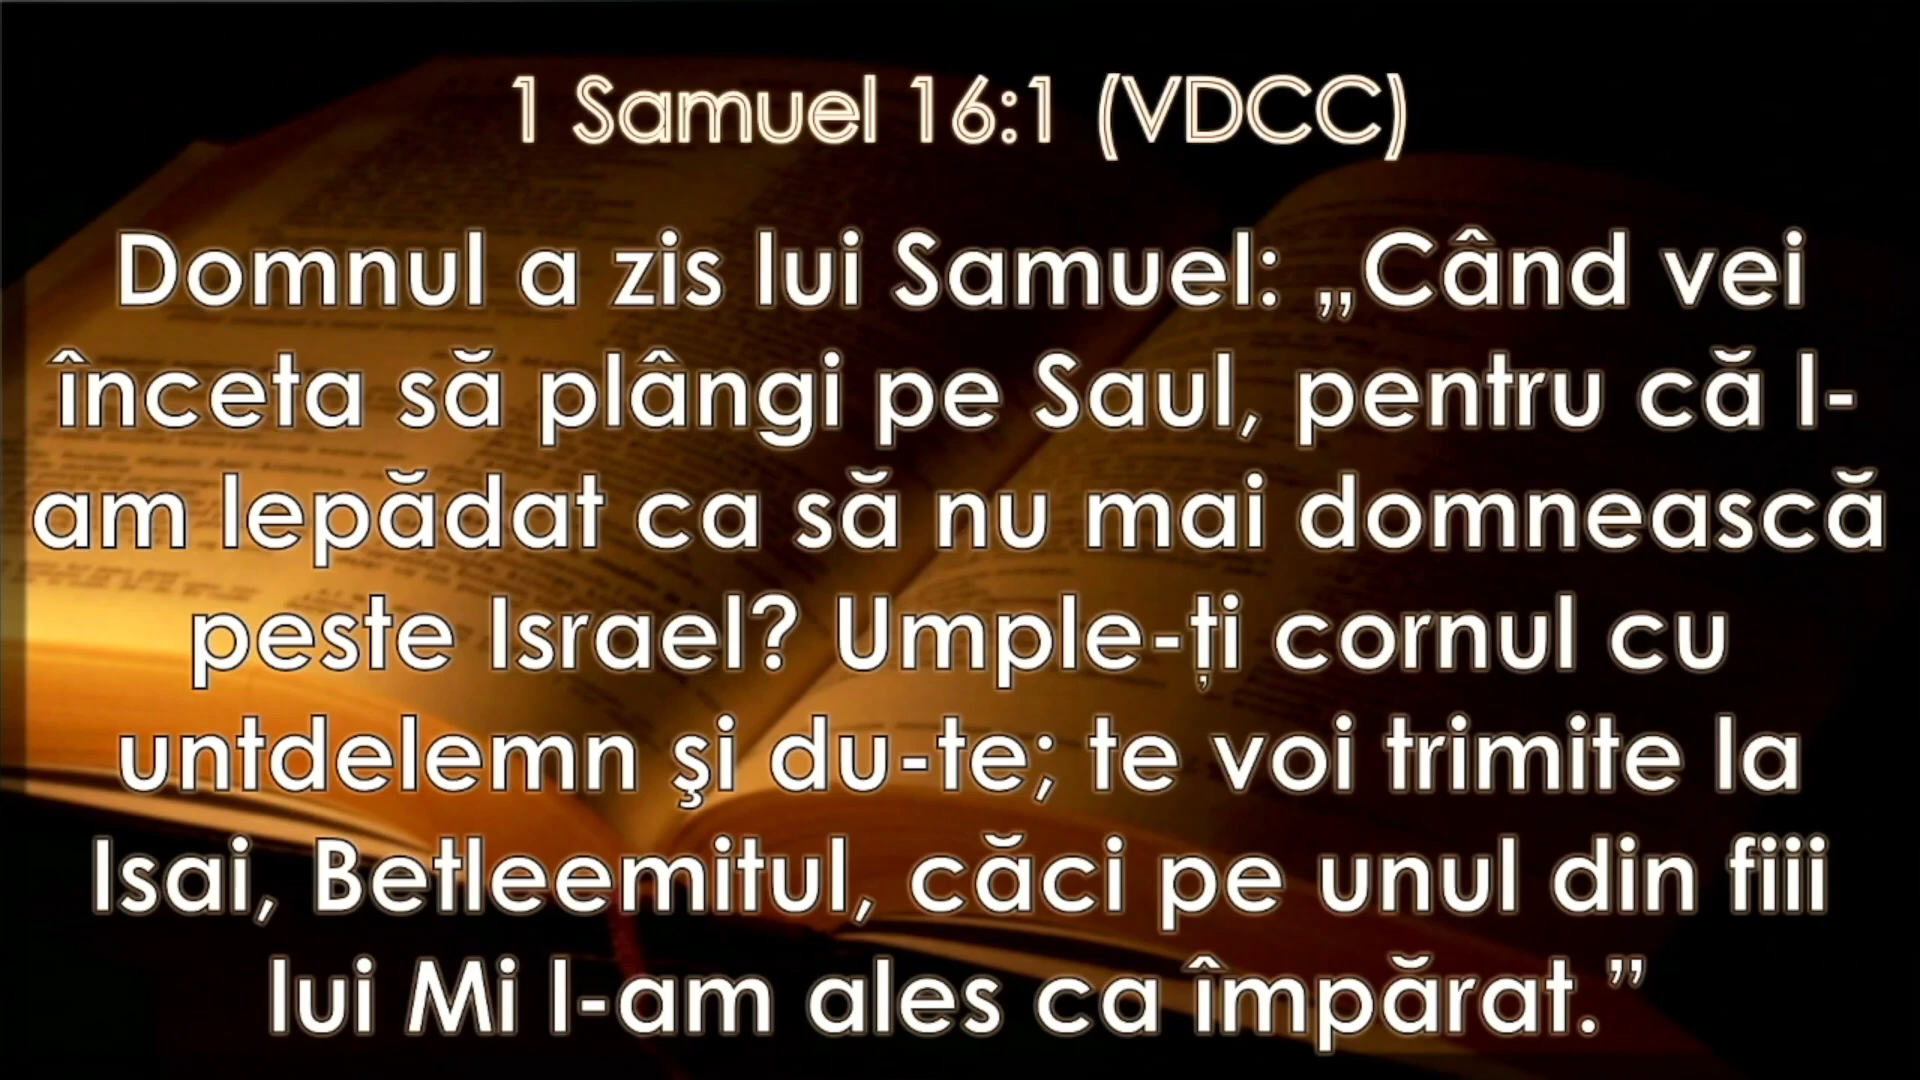 1 Samuel 16:1 (VDCC)
Domnul a zis lui Samuel: „Când vei
înceta să plângi pe Saul, pentru că l-
am lepădat ca să nu mai domnească
peste Israel? Umple-ți cornul cu
untdelemn şi du-te; te voi trimite la
Isai, Betleemitul, căci pe unul din fiii
lui Mi l-am ales ca împărat.”